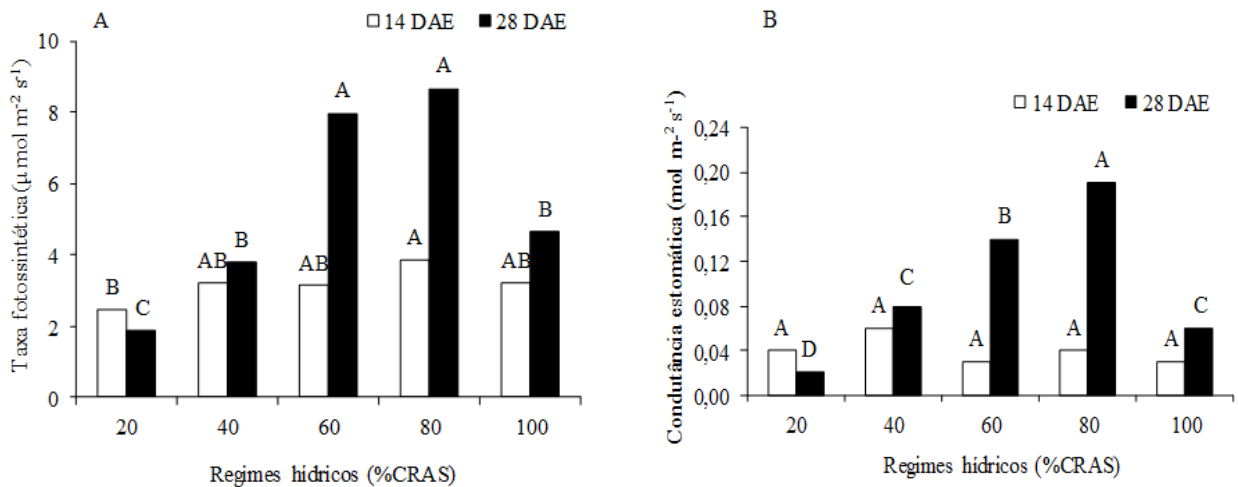 A
14 DAE 28 DAE
Taxa fotossintética (µ mol m⁻² s⁻¹)
10
8
6
4
2
0
B C
AB B
AB A
A A
AB B
20 40 60 80 100
Regimes hídricos (%CRAS)
B
14 DAE 28 DAE
Condutância estomática (mol m⁻² s⁻¹)
0,24
0,20
0,16
0,12
0,08
0,04
0,00
A D
A C
A B
A A
A C
20 40 60 80 100
Regimes hídricos (%CRAS)